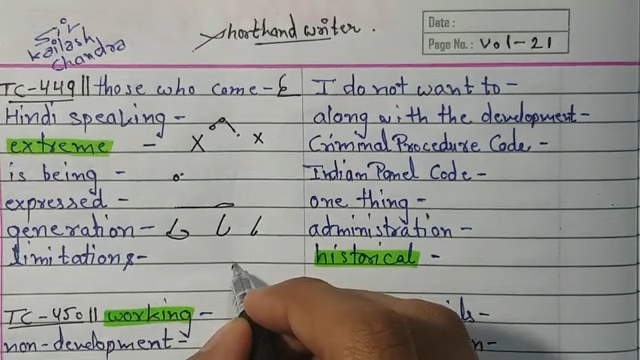 Kailash
Chandra
Shorthand writer.
Date:
Page No.: Vol-21
TC-449|| those who come-
Hindi speaking-
extreme -
is being -
expressed-
generation-
limitations-
TC-450|| working -
non-development-
I do not want to-
along with the development-
Criminal Procedure Code-
Indian Panel Code-
one thing-
administration-
historical -